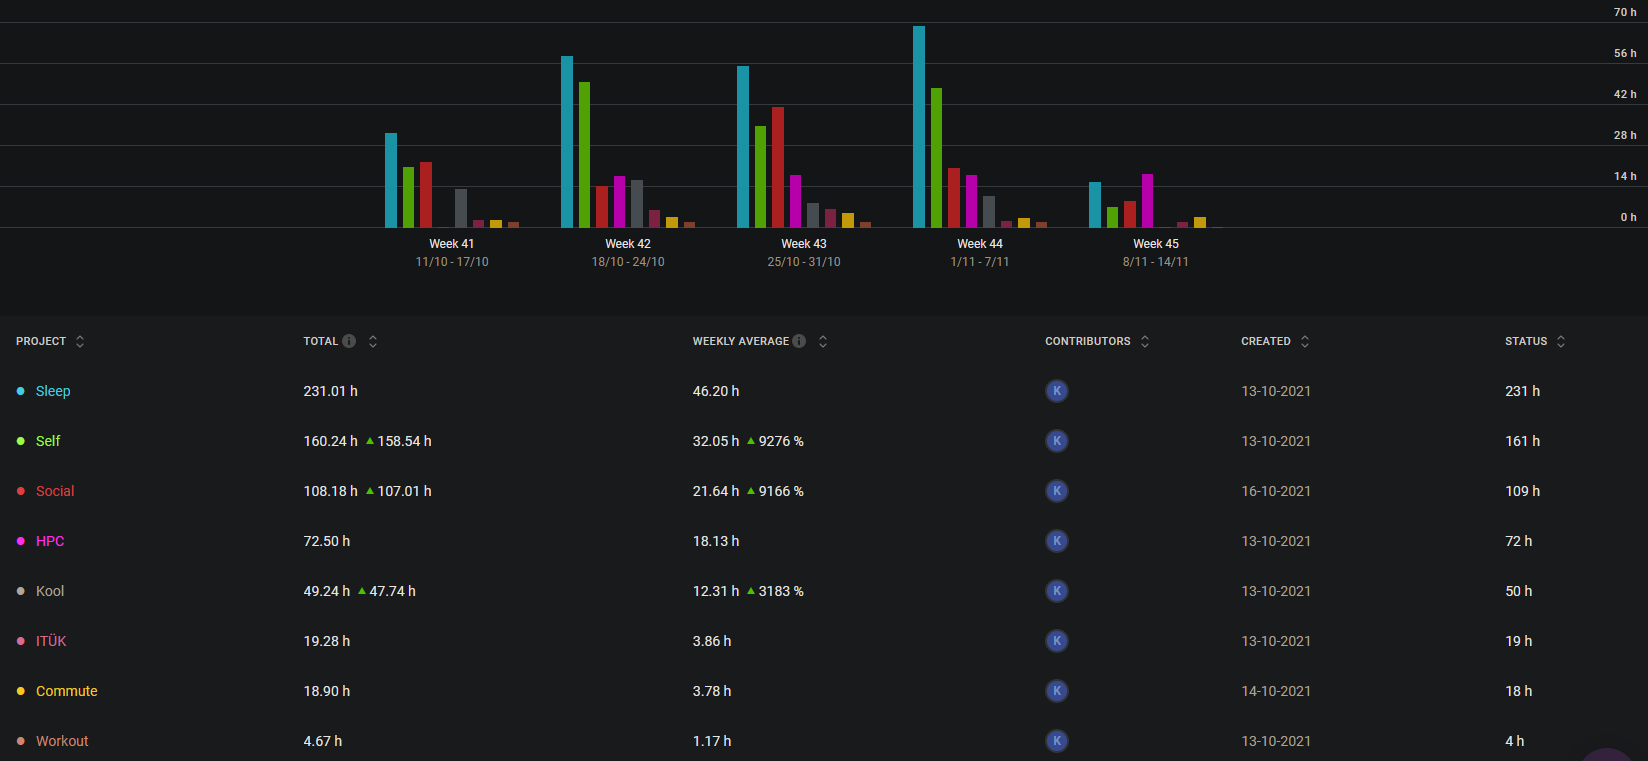 70 h
56 h
42 h
28 h
14 h
0 h
Week 41 Week 42 Week 43 Week 44 Week 45
11/10 - 17/10 18/10 - 24/10 25/10 - 31/10 1/11 - 7/11 8/11 - 14/11
PROJECT TOTAL i WEEKLY AVERAGE i CONTRIBUTORS CREATED STATUS
Sleep 231.01 h 46.20 h K 13-10-2021 231 h
Self 160.24 h ▲ 158.54 h 32.05 h ▲ 9276 % K 13-10-2021 161 h
Social 108.18 h ▲ 107.01 h 21.64 h ▲ 9166 % K 16-10-2021 109 h
HPC 72.50 h 18.13 h K 13-10-2021 72 h
Kool 49.24 h ▲ 47.74 h 12.31 h ▲ 3183 % K 13-10-2021 50 h
ITÜK 19.28 h 3.86 h K 13-10-2021 19 h
Commute 18.90 h 3.78 h K 14-10-2021 18 h
Workout 4.67 h 1.17 h K 13-10-2021 4 h